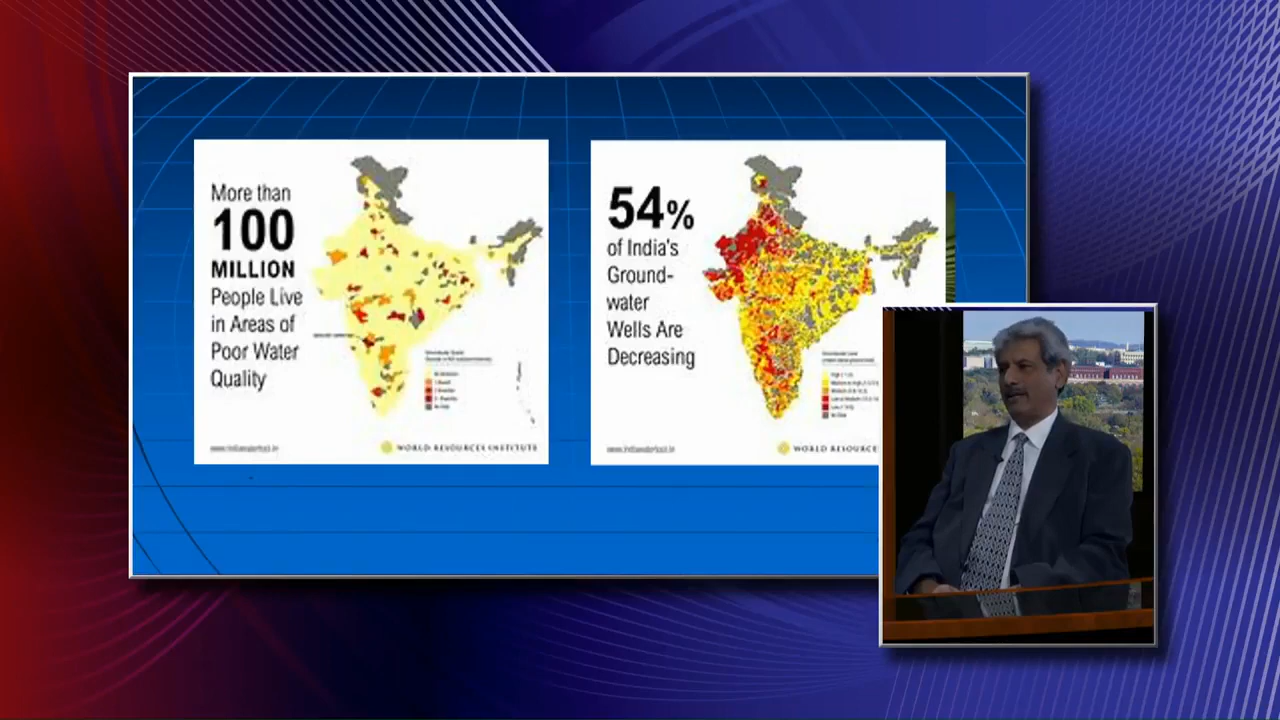 More than
100
MILLION
People Live
in Areas of
Poor Water
Quality
WORLD RESOURCES INSTITUTE
54%
of India's
Ground-
water
Wells Are
Decreasing
WORLD RESOURCES